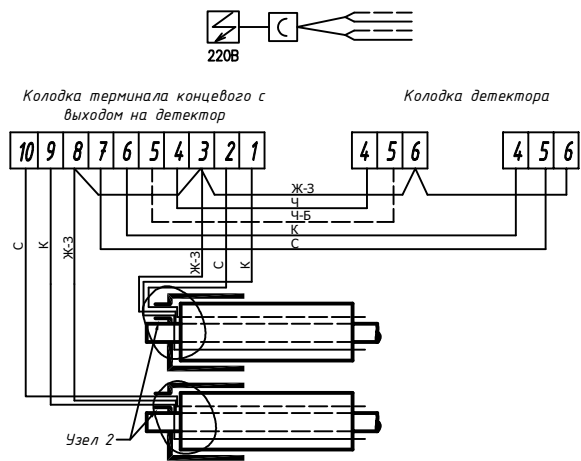 220В
Колодка терминала концевого с
выходом на детектор
Колодка детектора
10 9 8 7 6 5 4 3 2 1
4 5 6
4 5 6
Ж-З
Ч
Ч-Б
К
С
С
К
Ж-З
Ж-З
С
К
Узел 2